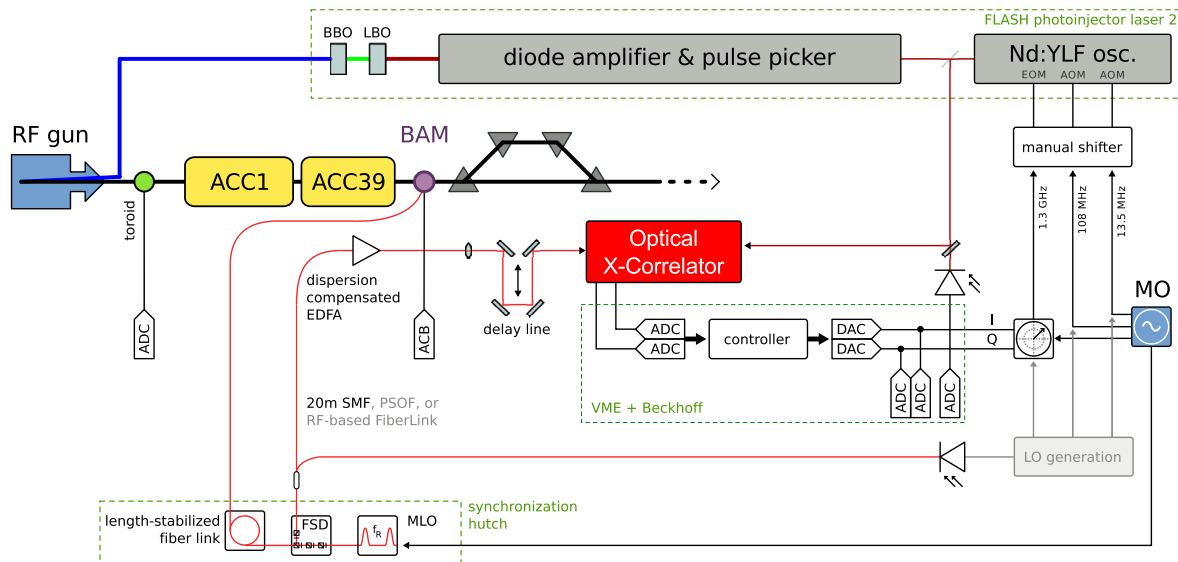 FLASH photoinjector laser 2
BBO
LBO
diode amplifier & pulse picker
Nd:YLF osc.
EOM
AOM
AOM
RF gun
BAM
manual shifter
ACC1
ACC39
toroid
1.3 GHz
108 MHz
13.5 MHz
Optical
X-Correlator
dispersion
compensated
EDFA
delay line
MO
ADC
ACB
ADC
ADC
controller
DAC
DAC
I
Q
ADC
ADC
ADC
VME + Beckhoff
20m SMF, PSOF, or
RF-based FiberLink
LO generation
synchronization
hutch
length-stabilized
fiber link
FSD
fR
MLO